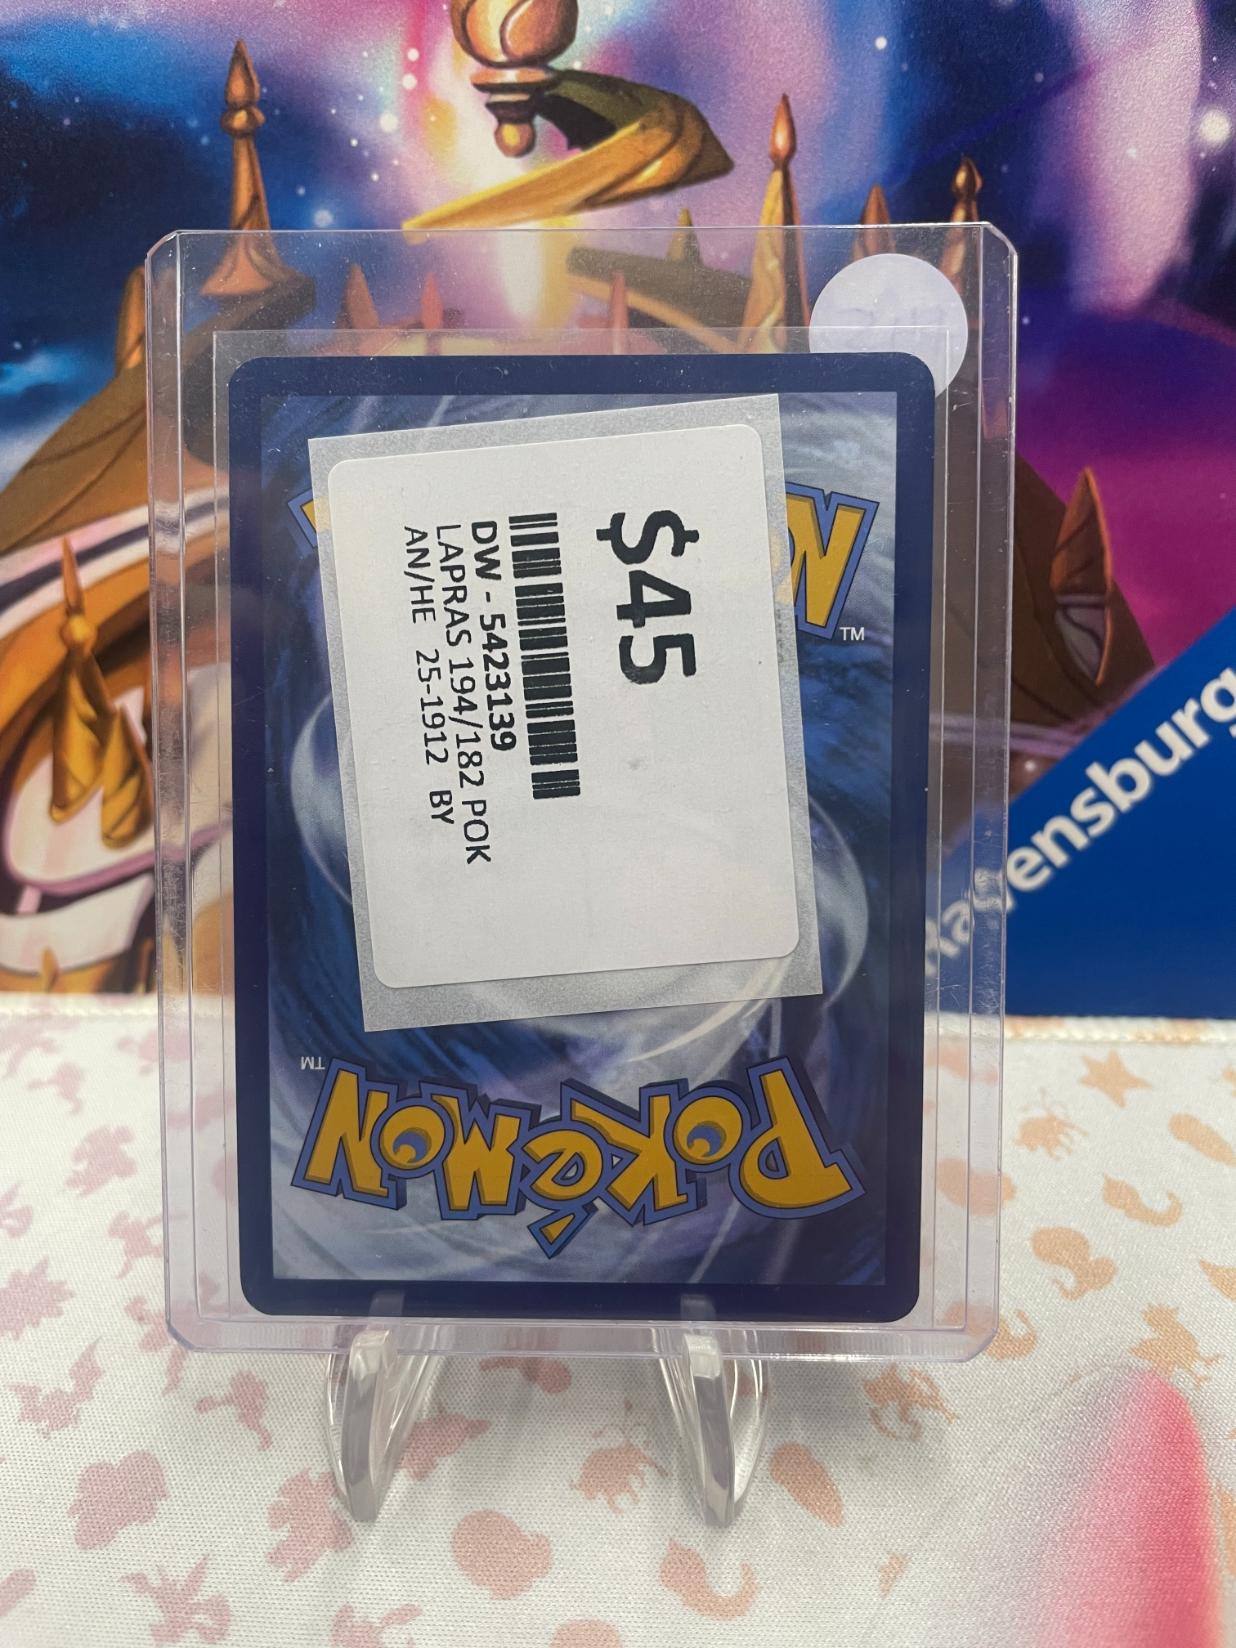 $45
DW - 5423139
LAPRAS 194/182 POK
AN/HE 25-1912 BY
TM
Ravensburg
TM
POKéMON